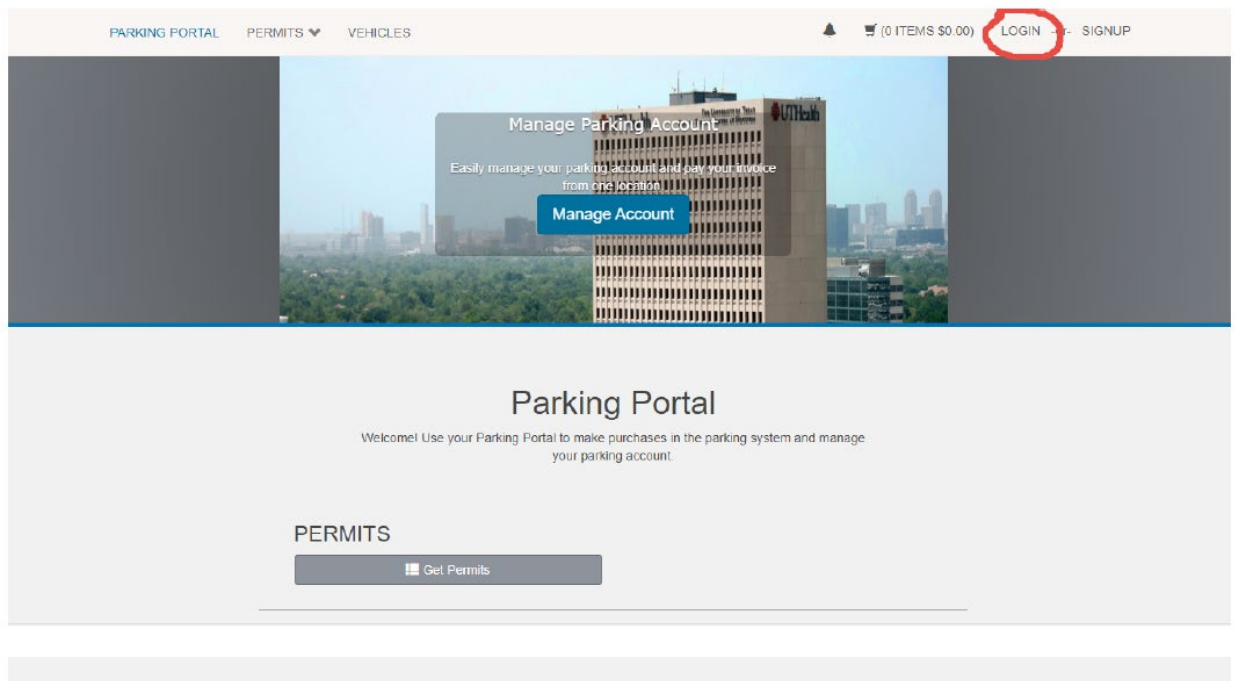 PARKING PORTAL PERMITS VEHICLES (0 ITEMS $0.00) LOGIN SIGNUP
Manage Parking Account
UTHealth
Easily manage your parking account and pay your invoice
from one location
Manage Account
Parking Portal
Welcome! Use your Parking Portal to make purchases in the parking system and manage
your parking account.
PERMITS
Get Permits